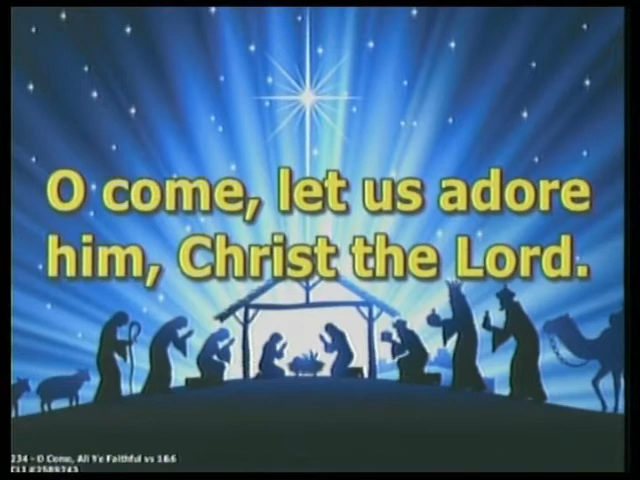 O come, let us adore
him, Christ the Lord.
234 - O Come, All Ye Faithful vs 1&6